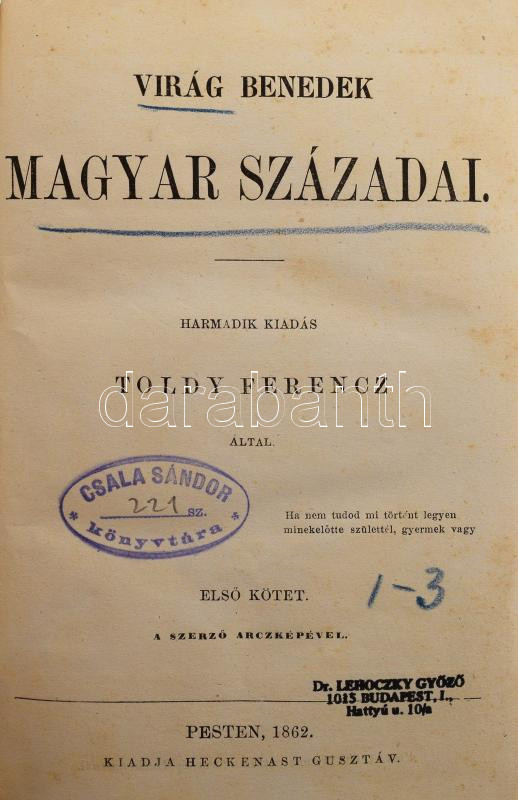 VIRÁG BENEDEK
MAGYAR SZÁZADAI.
HARMADIK KIADÁS
TOLDY FERENCZ
darabanth
ÁLTAL.
CSALA SÁNDOR
221 SZ.
* könyvtára *
Ha nem tudod mi történt legyen
minekelőtte születtél, gyermek vagy
ELSŐ KÖTET.
1-3
A SZERZŐ ARCZKÉPÉVEL.
Dr. LEHOCZKY GYŐZŐ
1015 BUDAPEST, I.,
Hattyú u. 10/a
PESTEN, 1862.
KIADJA HECKENAST GUSZTÁV.